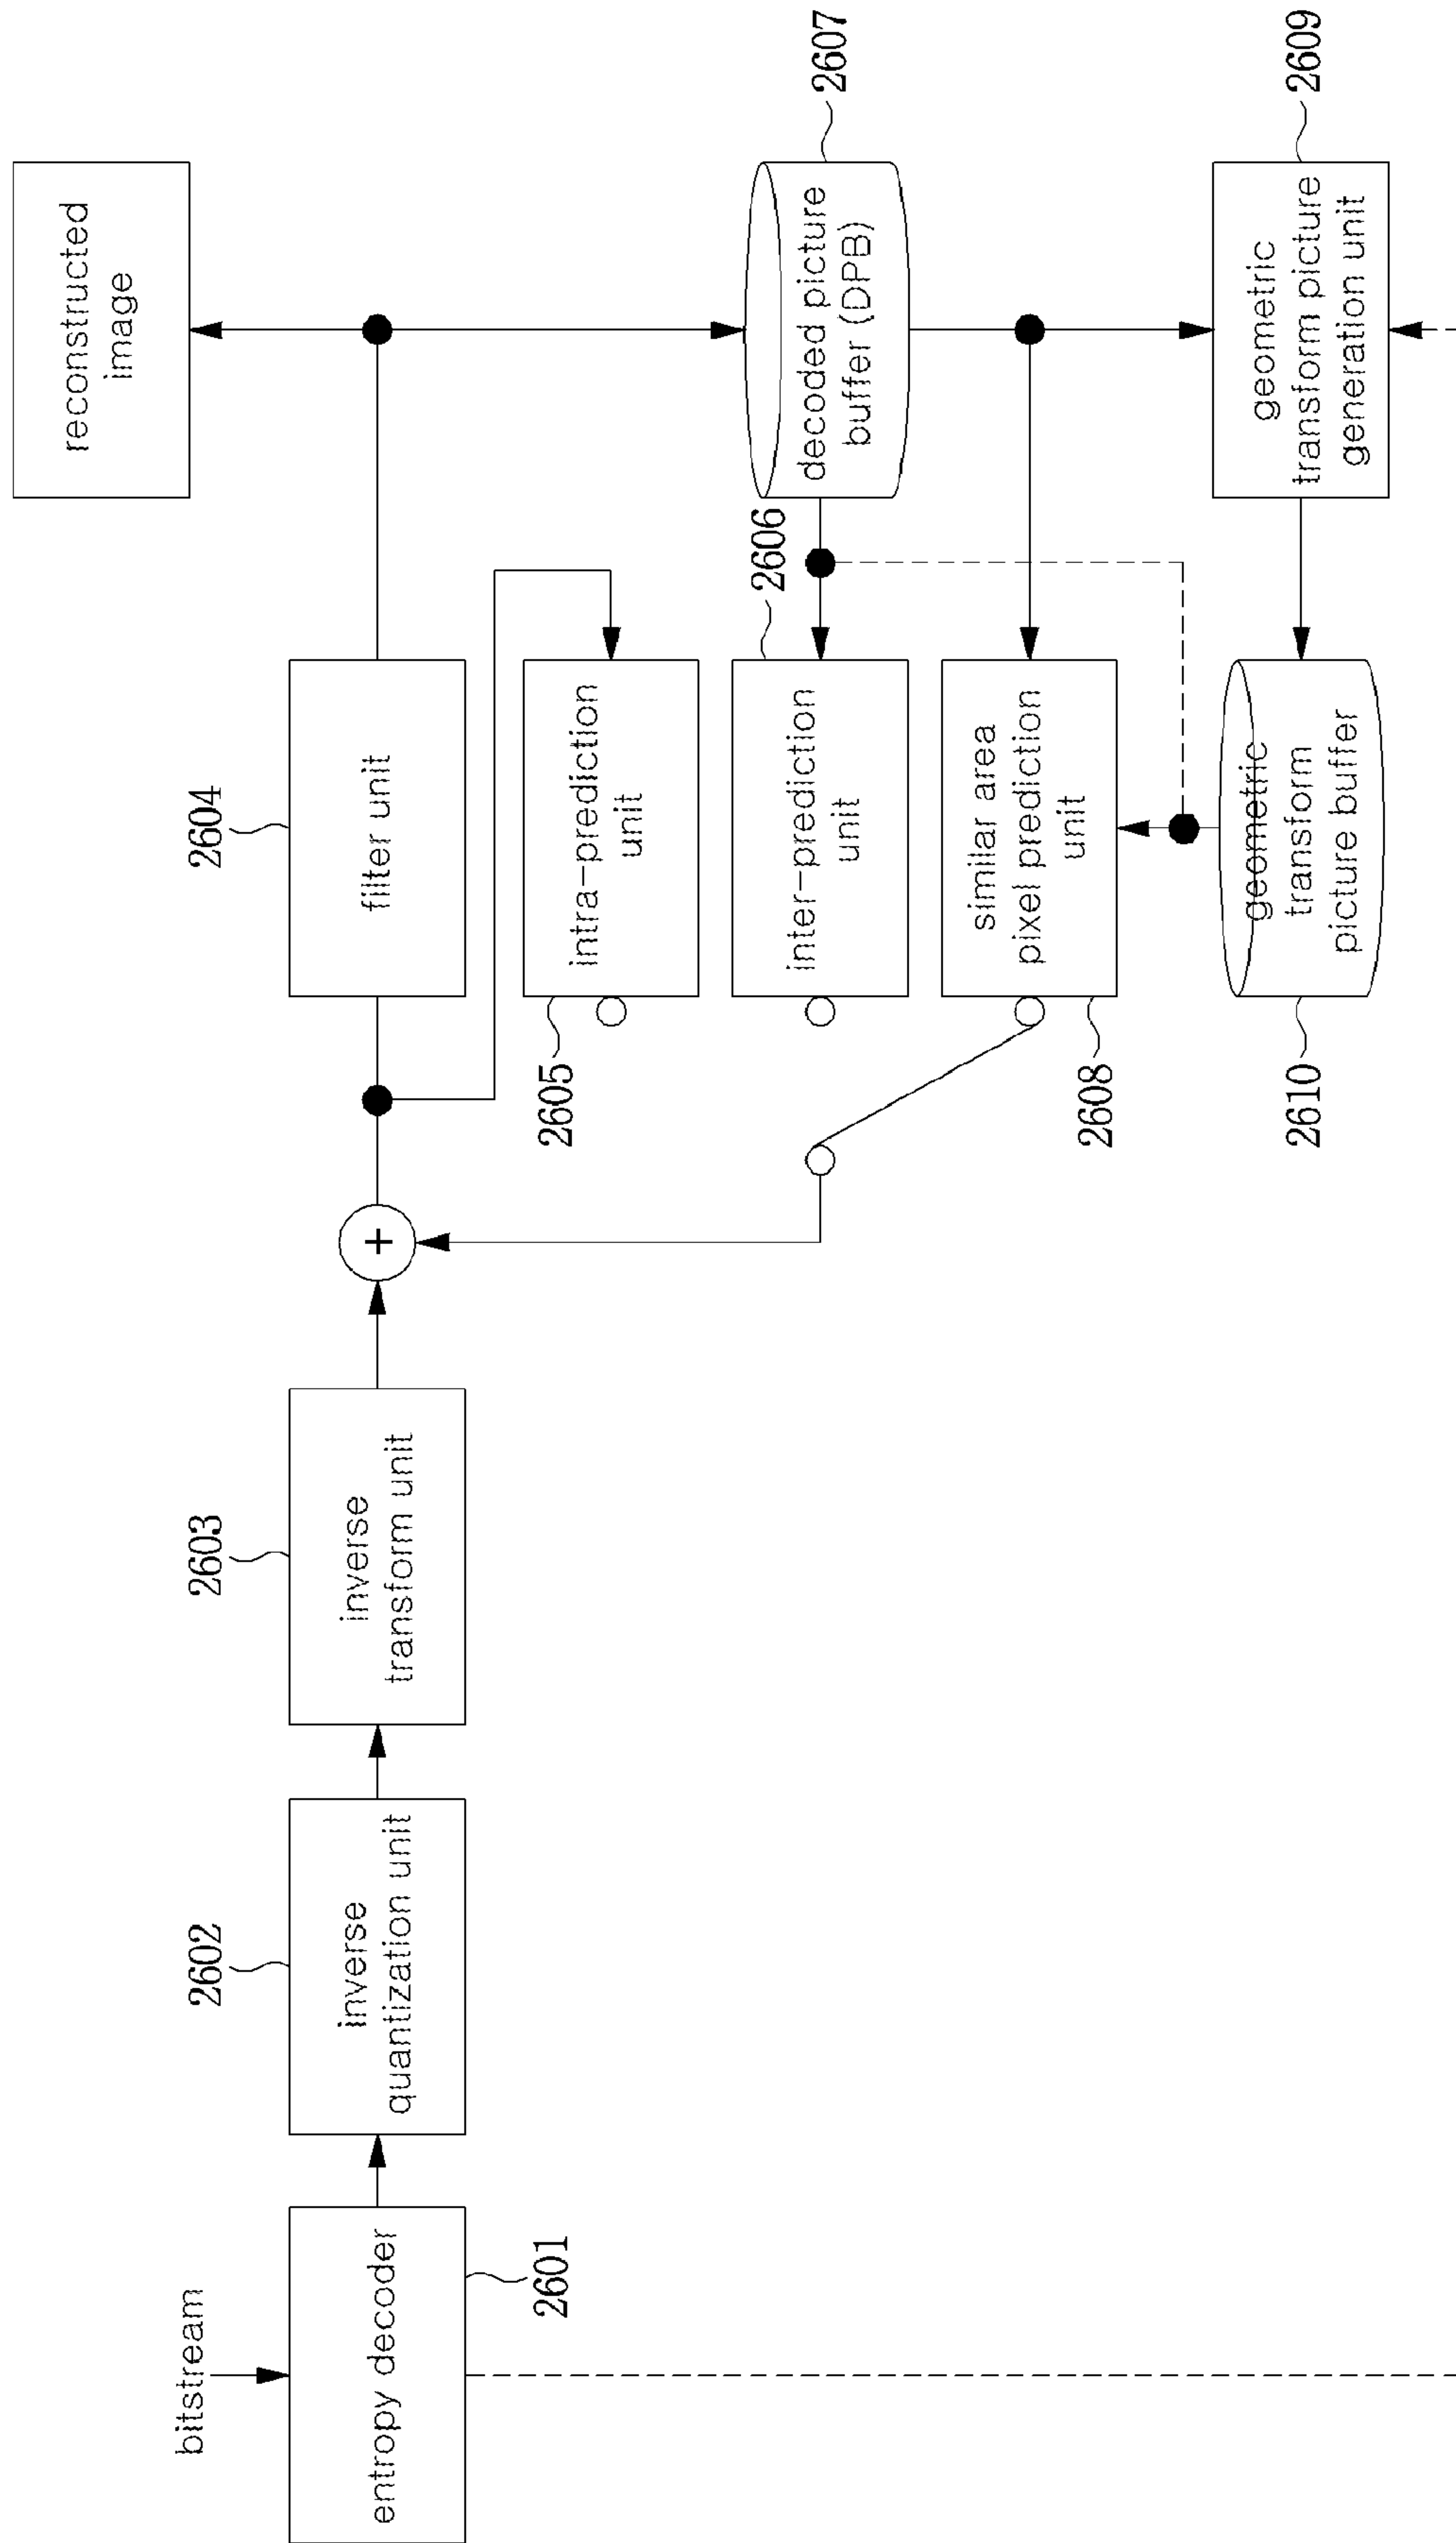 bitstream
entropy decoder
2601
inverse
quantization unit
2602
inverse
transform unit
2603
+
filter unit
2604
reconstructed
image
intra-prediction
unit
2605
inter-prediction
unit
2606
decoded picture
buffer (DPB)
2607
similar area
pixel prediction
unit
2608
geometric
transform picture
generation unit
2609
geometric
transform
picture buffer
2610